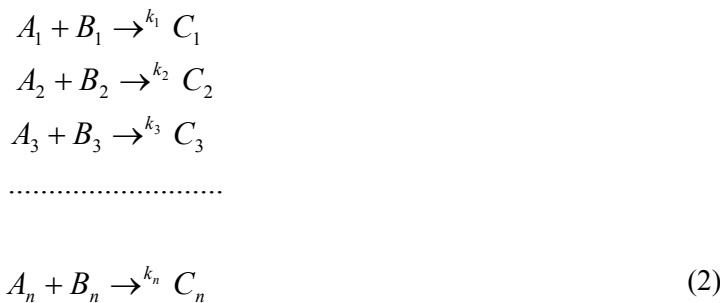 A₁ + B₁ →ᵏ¹ C₁
A₂ + B₂ →ᵏ² C₂
A₃ + B₃ →ᵏ³ C₃
...........................
Aₙ + Bₙ →ᵏⁿ Cₙ (2)